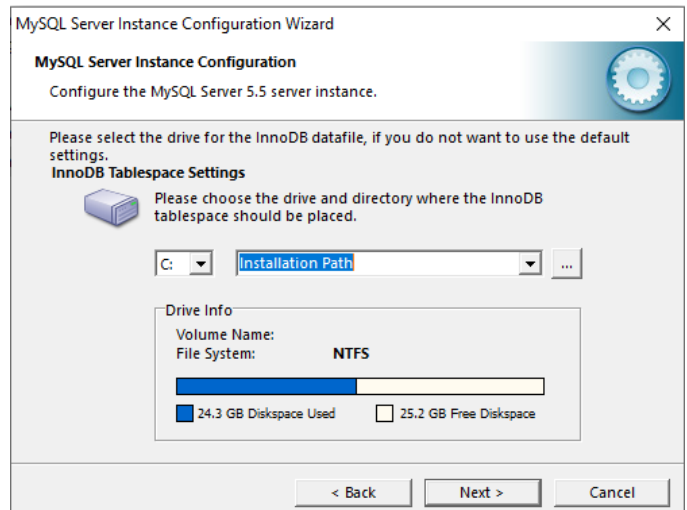 MySQL Server Instance Configuration Wizard
MySQL Server Instance Configuration
Configure the MySQL Server 5.5 server instance.
Please select the drive for the InnoDB datafile, if you do not want to use the default
settings.
InnoDB Tablespace Settings
Please choose the drive and directory where the InnoDB
tablespace should be placed.
C:
Installation Path
...
Drive Info
Volume Name:
File System: NTFS
24.3 GB Diskspace Used 25.2 GB Free Diskspace
< Back Next > Cancel